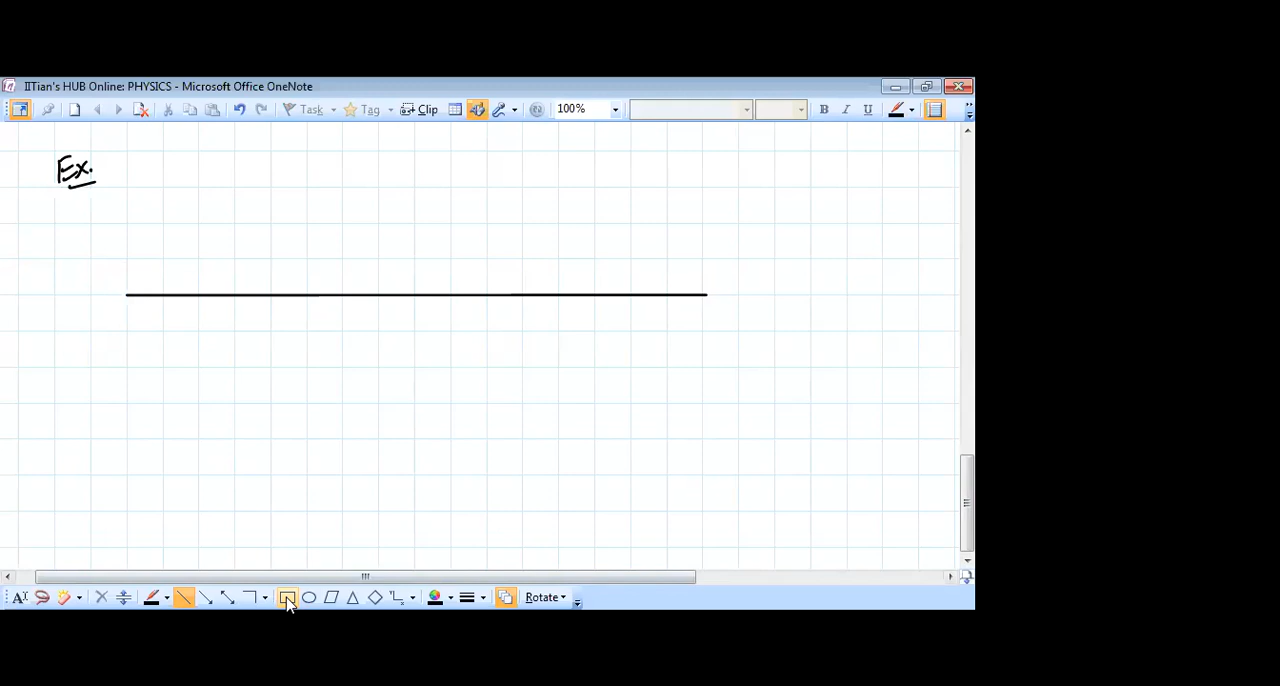 IITian's HUB Online: PHYSICS - Microsoft Office OneNote
Task Tag Clip 100% B I U
Ex.
A Rotate